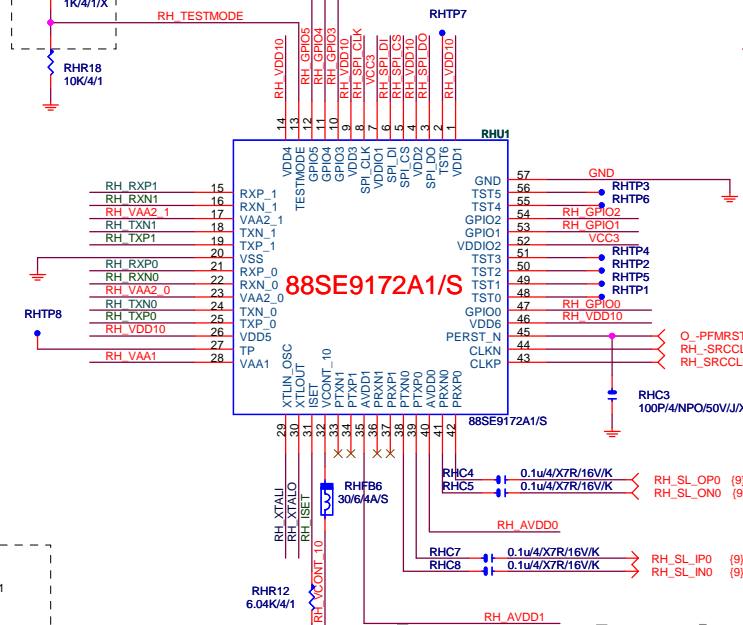 1K/4/1/X
RH_TESTMODE
RHTP7
RHR18
10K/4/1
RH_VDD10
RH_GPIO5
RH_GPIO4
RH_GPIO3
RH_VDD10
RH_SPI_CLK
VCC3
RH_SPI_DI
RH_SPI_CS
RH_VDD10
RH_SPI_DO
RH_VDD10
14
13
12
11
10
9
8
7
6
5
4
3
2
1
RHU1
VDD4
TESTMODE
GPIO5
GPIO4
GPIO3
VDD3
SPI_CLK
VDDIO1
SPI_DI
SPI_CS
VDD2
SPI_DO
TST6
VDD1
RH_RXP1 15 RXP_1
RH_RXN1 16 RXN_1
RH_VAA2_1 17 VAA2_1
RH_TXN1 18 TXN_1
RH_TXP1 19 TXP_1
20 VSS
RH_RXP0 21 RXP_0
RH_RXN0 22 RXN_0
RH_VAA2_0 23 VAA2_0
RH_TXN0 24 TXN_0
RH_TXP0 25 TXP_0
RH_VDD10 26 VDD5
RHTP8
27 TP
RH_VAA1 28 VAA1
88SE9172A1/S
GND 57 GND
TST5 56 RHTP3
TST4 55 RHTP6
GPIO2 54 RH_GPIO2
GPIO1 53 RH_GPIO1
VDDIO2 52 VCC3
TST3 51 RHTP4
TST2 50 RHTP2
TST1 49 RHTP5
TST0 48 RHTP1
GPIO0 47 RH_GPIO0
VDD6 46 RH_VDD10
PERST_N 45 O_-PFMRST
CLKN 44 RH_-SRCCL
CLKP 43 RH_SRCCL
XTLIN_OSC
XTLOUT
ISET
VCONT_10
PTXN1
PTXP1
AVDD1
PRXN1
PRXP1
PTXN0
PTXP0
AVDD0
PRXN0
PRXP0
29
30
31
32
33
34
35
36
37
38
39
40
41
42
88SE9172A1/S
RHC3
100P/4/NPO/50V/J/X
RH_XTALI
RH_XTALO
RH_ISET
RHFB6
30/6/4A/S
RHC4 0.1u/4/X7R/16V/K RH_SL_OP0 {9}
RHC5 0.1u/4/X7R/16V/K RH_SL_ON0 {9}
RH_AVDD0
RHC7 0.1u/4/X7R/16V/K RH_SL_IP0 {9}
RHC8 0.1u/4/X7R/16V/K RH_SL_IN0 {9}
RH_VCONT_10
RHR12
6.04K/4/1
RH_AVDD1